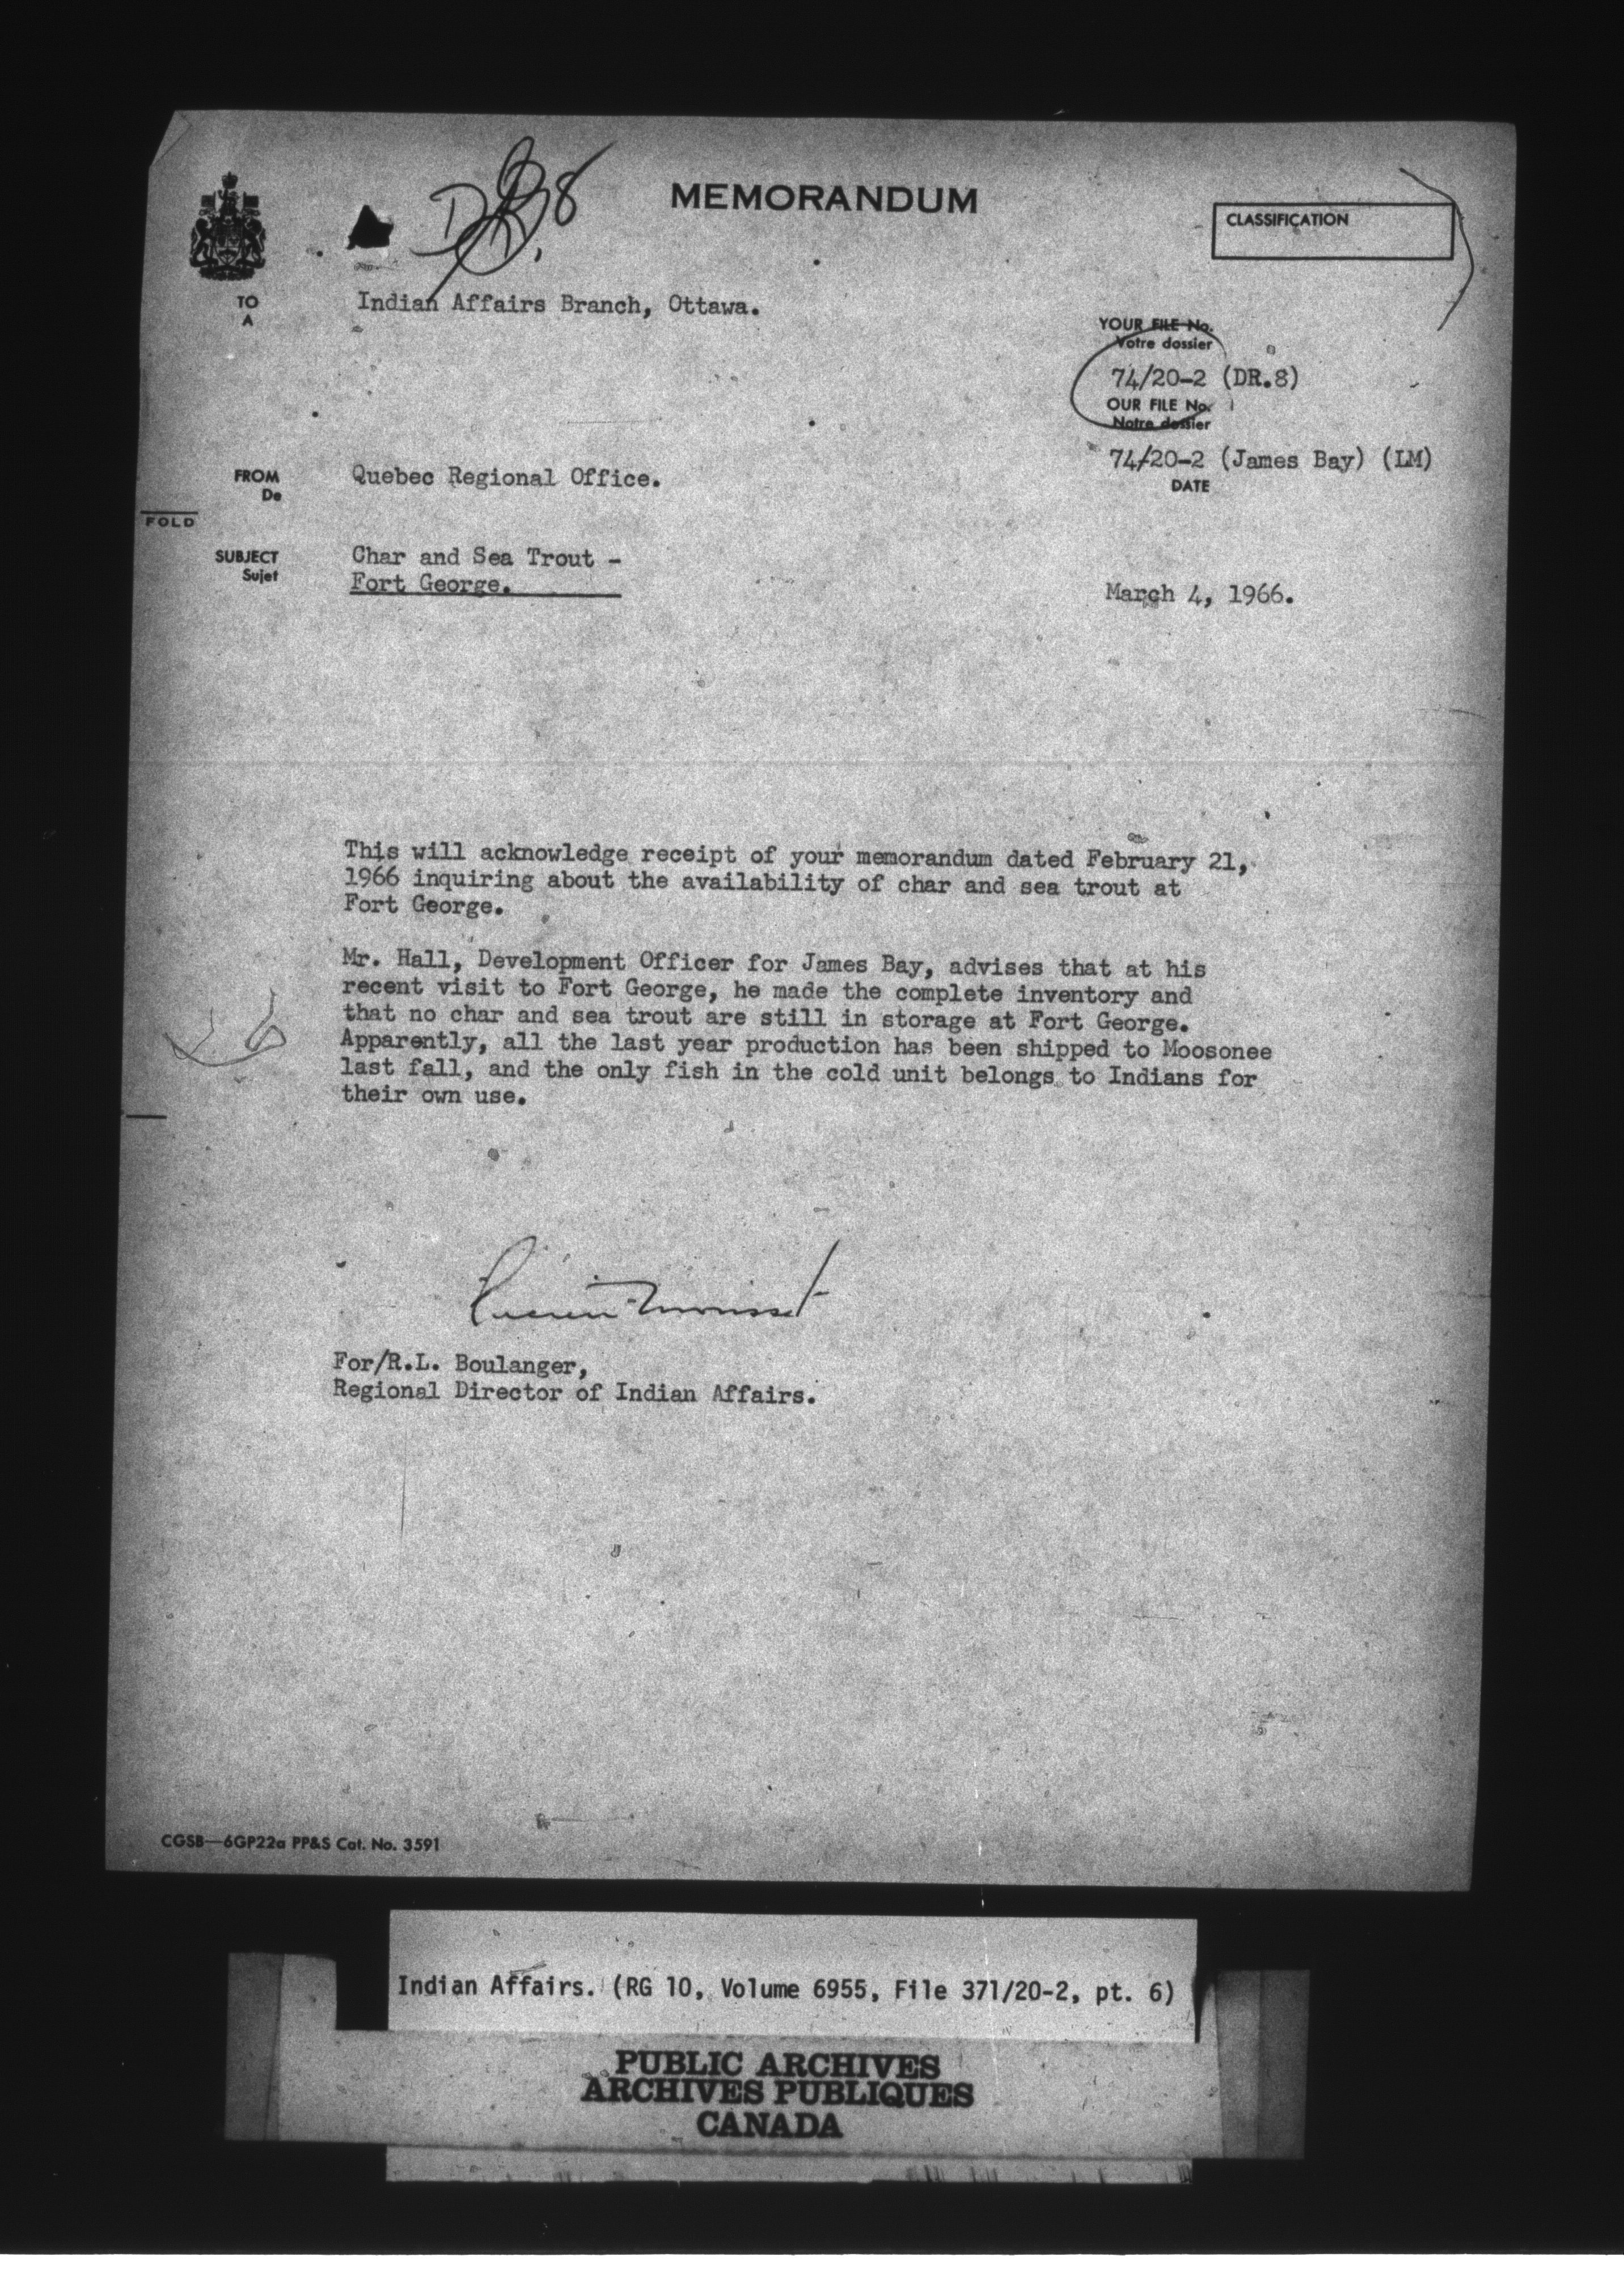 DR.8
MEMORANDUM
CLASSIFICATION
TO
A
Indian Affairs Branch, Ottawa.
YOUR FILE No.
Votre dossier
74/20-2 (DR.8)
OUR FILE No.
Notre dossier
74/20-2 (James Bay) (LM)
DATE
FROM
De
Quebec Regional Office.
FOLD
SUBJECT
Sujet
Char and Sea Trout -
Fort George.
March 4, 1966.
This will acknowledge receipt of your memorandum dated February 21,
1966 inquiring about the availability of char and sea trout at
Fort George.
Mr. Hall, Development Officer for James Bay, advises that at his
recent visit to Fort George, he made the complete inventory and
that no char and sea trout are still in storage at Fort George.
Apparently, all the last year production has been shipped to Moosonee
last fall, and the only fish in the cold unit belongs to Indians for
their own use.
For/R.L. Boulanger,
Regional Director of Indian Affairs.
CGSB—6GP22a PP&S Cat. No. 3591
Indian Affairs. (RG 10, Volume 6955, File 371/20-2, pt. 6)
PUBLIC ARCHIVES
ARCHIVES PUBLIQUES
CANADA